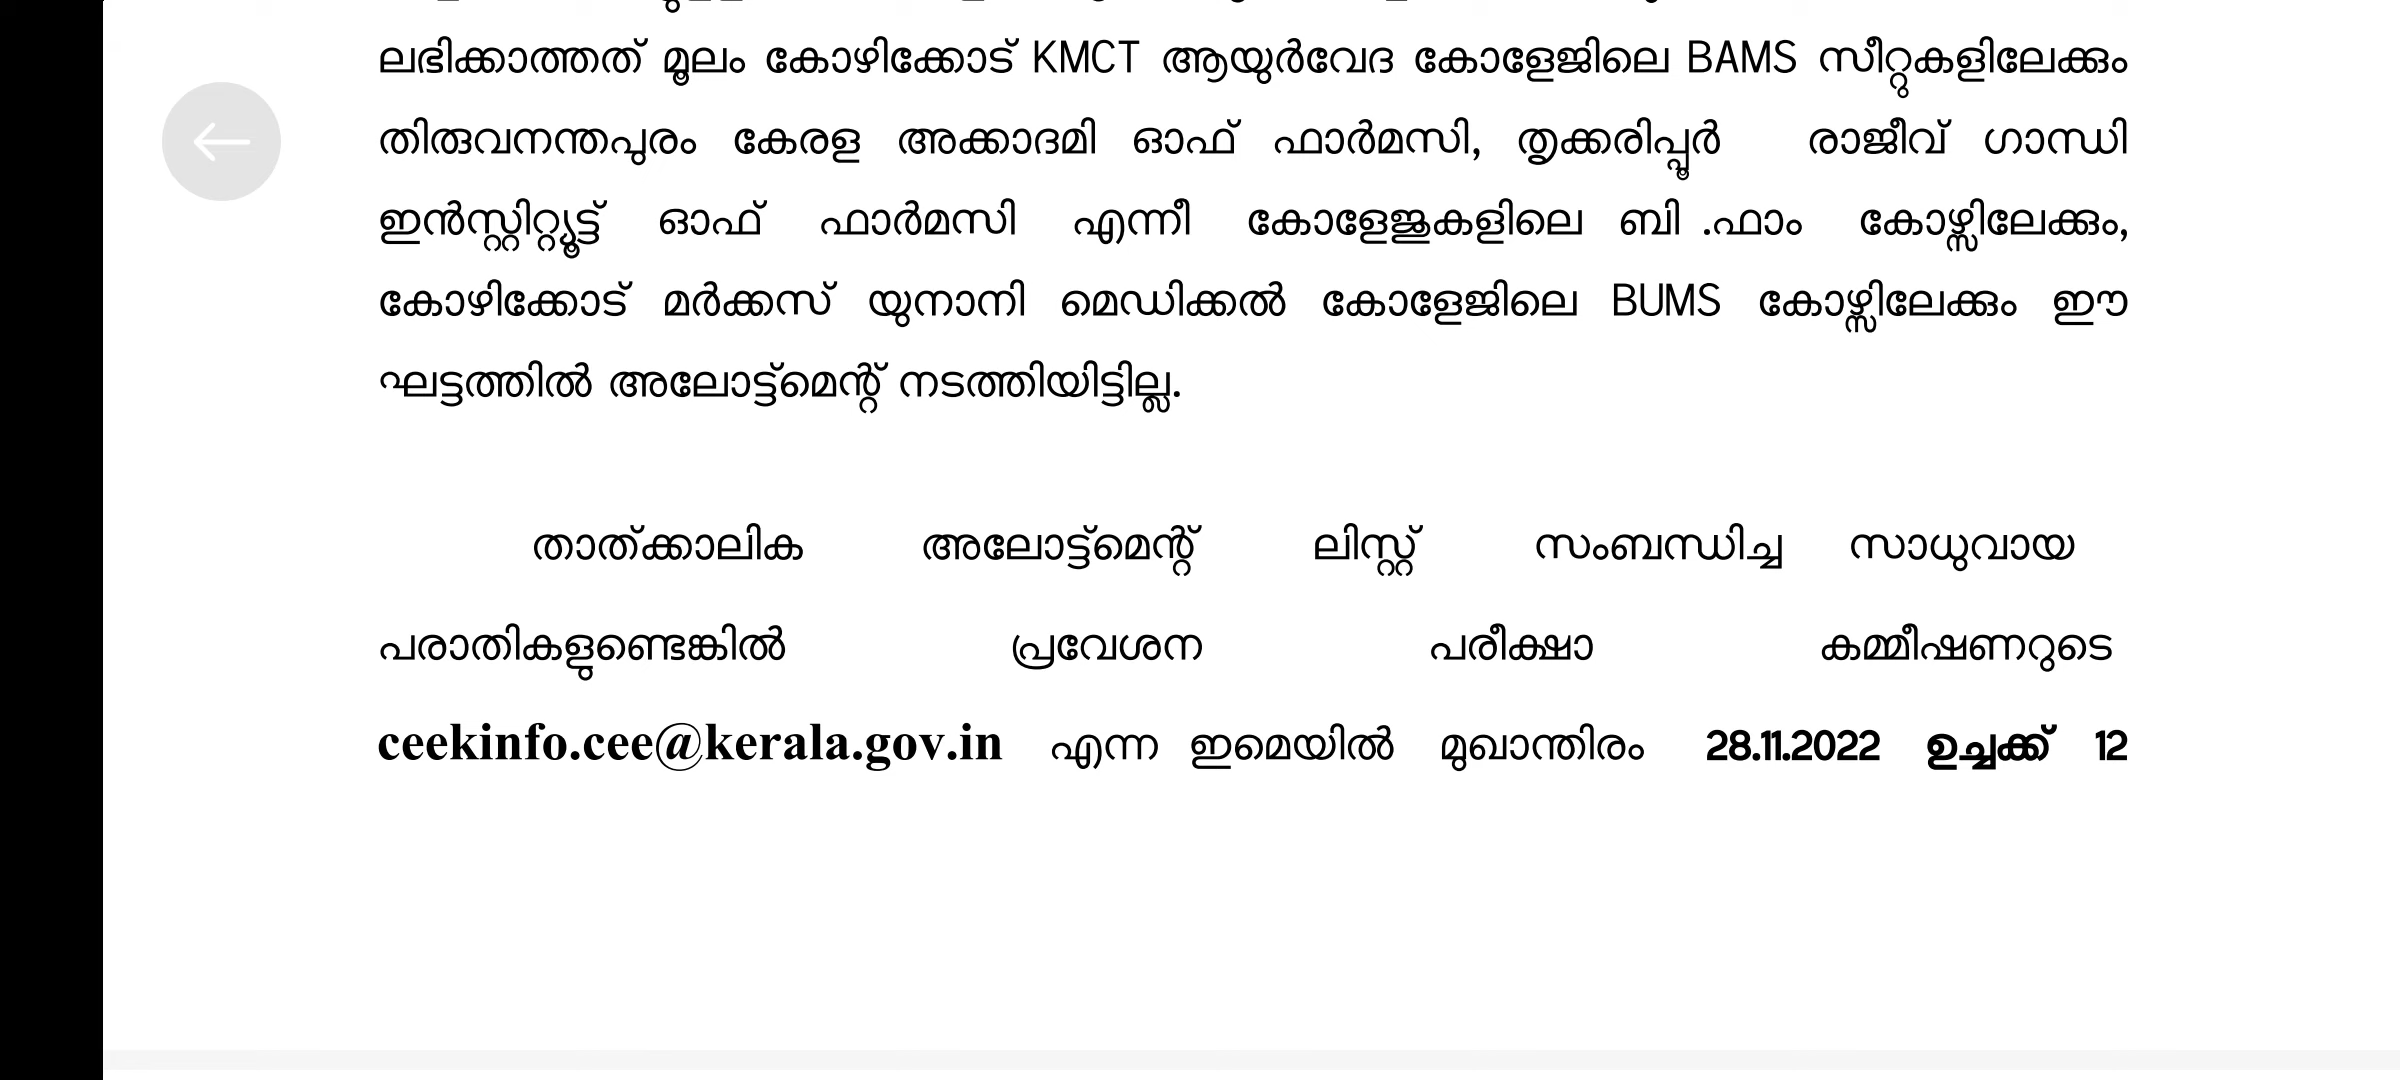 ലഭിക്കാത്തത് മൂലം കോഴിക്കോട് KMCT ആയുർവേദ കോളേജിലെ BAMS സീറ്റുകളിലേക്കും
തിരുവനന്തപുരം കേരള അക്കാദമി ഓഫ് ഫാർമസി, തൃക്കരിപ്പൂർ രാജീവ് ഗാന്ധി
ഇൻസ്റ്റിറ്റ്യൂട്ട് ഓഫ് ഫാർമസി എന്നീ കോളേജുകളിലെ ബി .ഫാം കോഴ്സിലേക്കും,
കോഴിക്കോട് മർക്കസ് യുനാനി മെഡിക്കൽ കോളേജിലെ BUMS കോഴ്സിലേക്കും ഈ
ഘട്ടത്തിൽ അലോട്ട്മെന്റ് നടത്തിയിട്ടില്ല.
താത്ക്കാലിക അലോട്ട്മെന്റ് ലിസ്റ്റ് സംബന്ധിച്ച സാധുവായ
പരാതികളുണ്ടെങ്കിൽ പ്രവേശന പരീക്ഷാ കമ്മീഷണറുടെ
ceekinfo.cee@kerala.gov.in എന്ന ഇമെയിൽ മുഖാന്തിരം 28.11.2022 ഉച്ചക്ക് 12